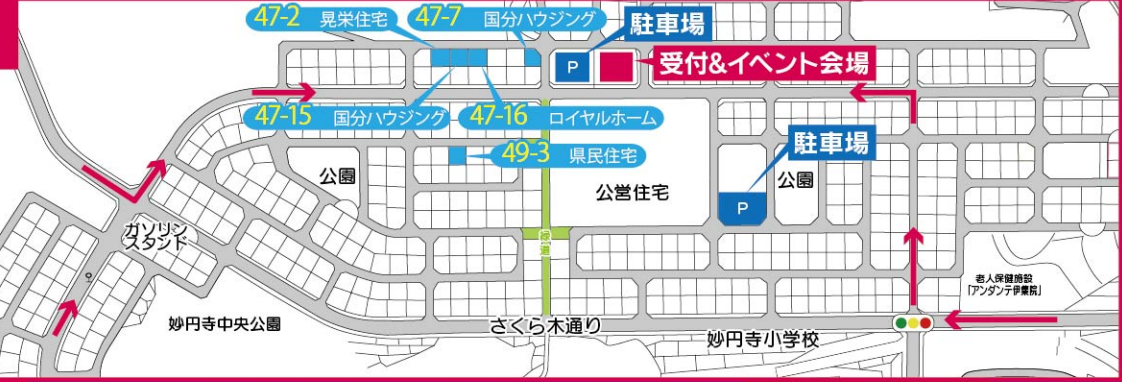 47-2 晃栄住宅
47-7 国分ハウジング
駐車場
P
受付&イベント会場
47-15 国分ハウジング
47-16 ロイヤルホーム
49-3 県民住宅
駐車場
公園
公営住宅
公園
P
ガソリン
スタンド
緑道
老人保健施設
「アンダンテ伊集院」
妙円寺中央公園
さくら木通り
妙円寺小学校